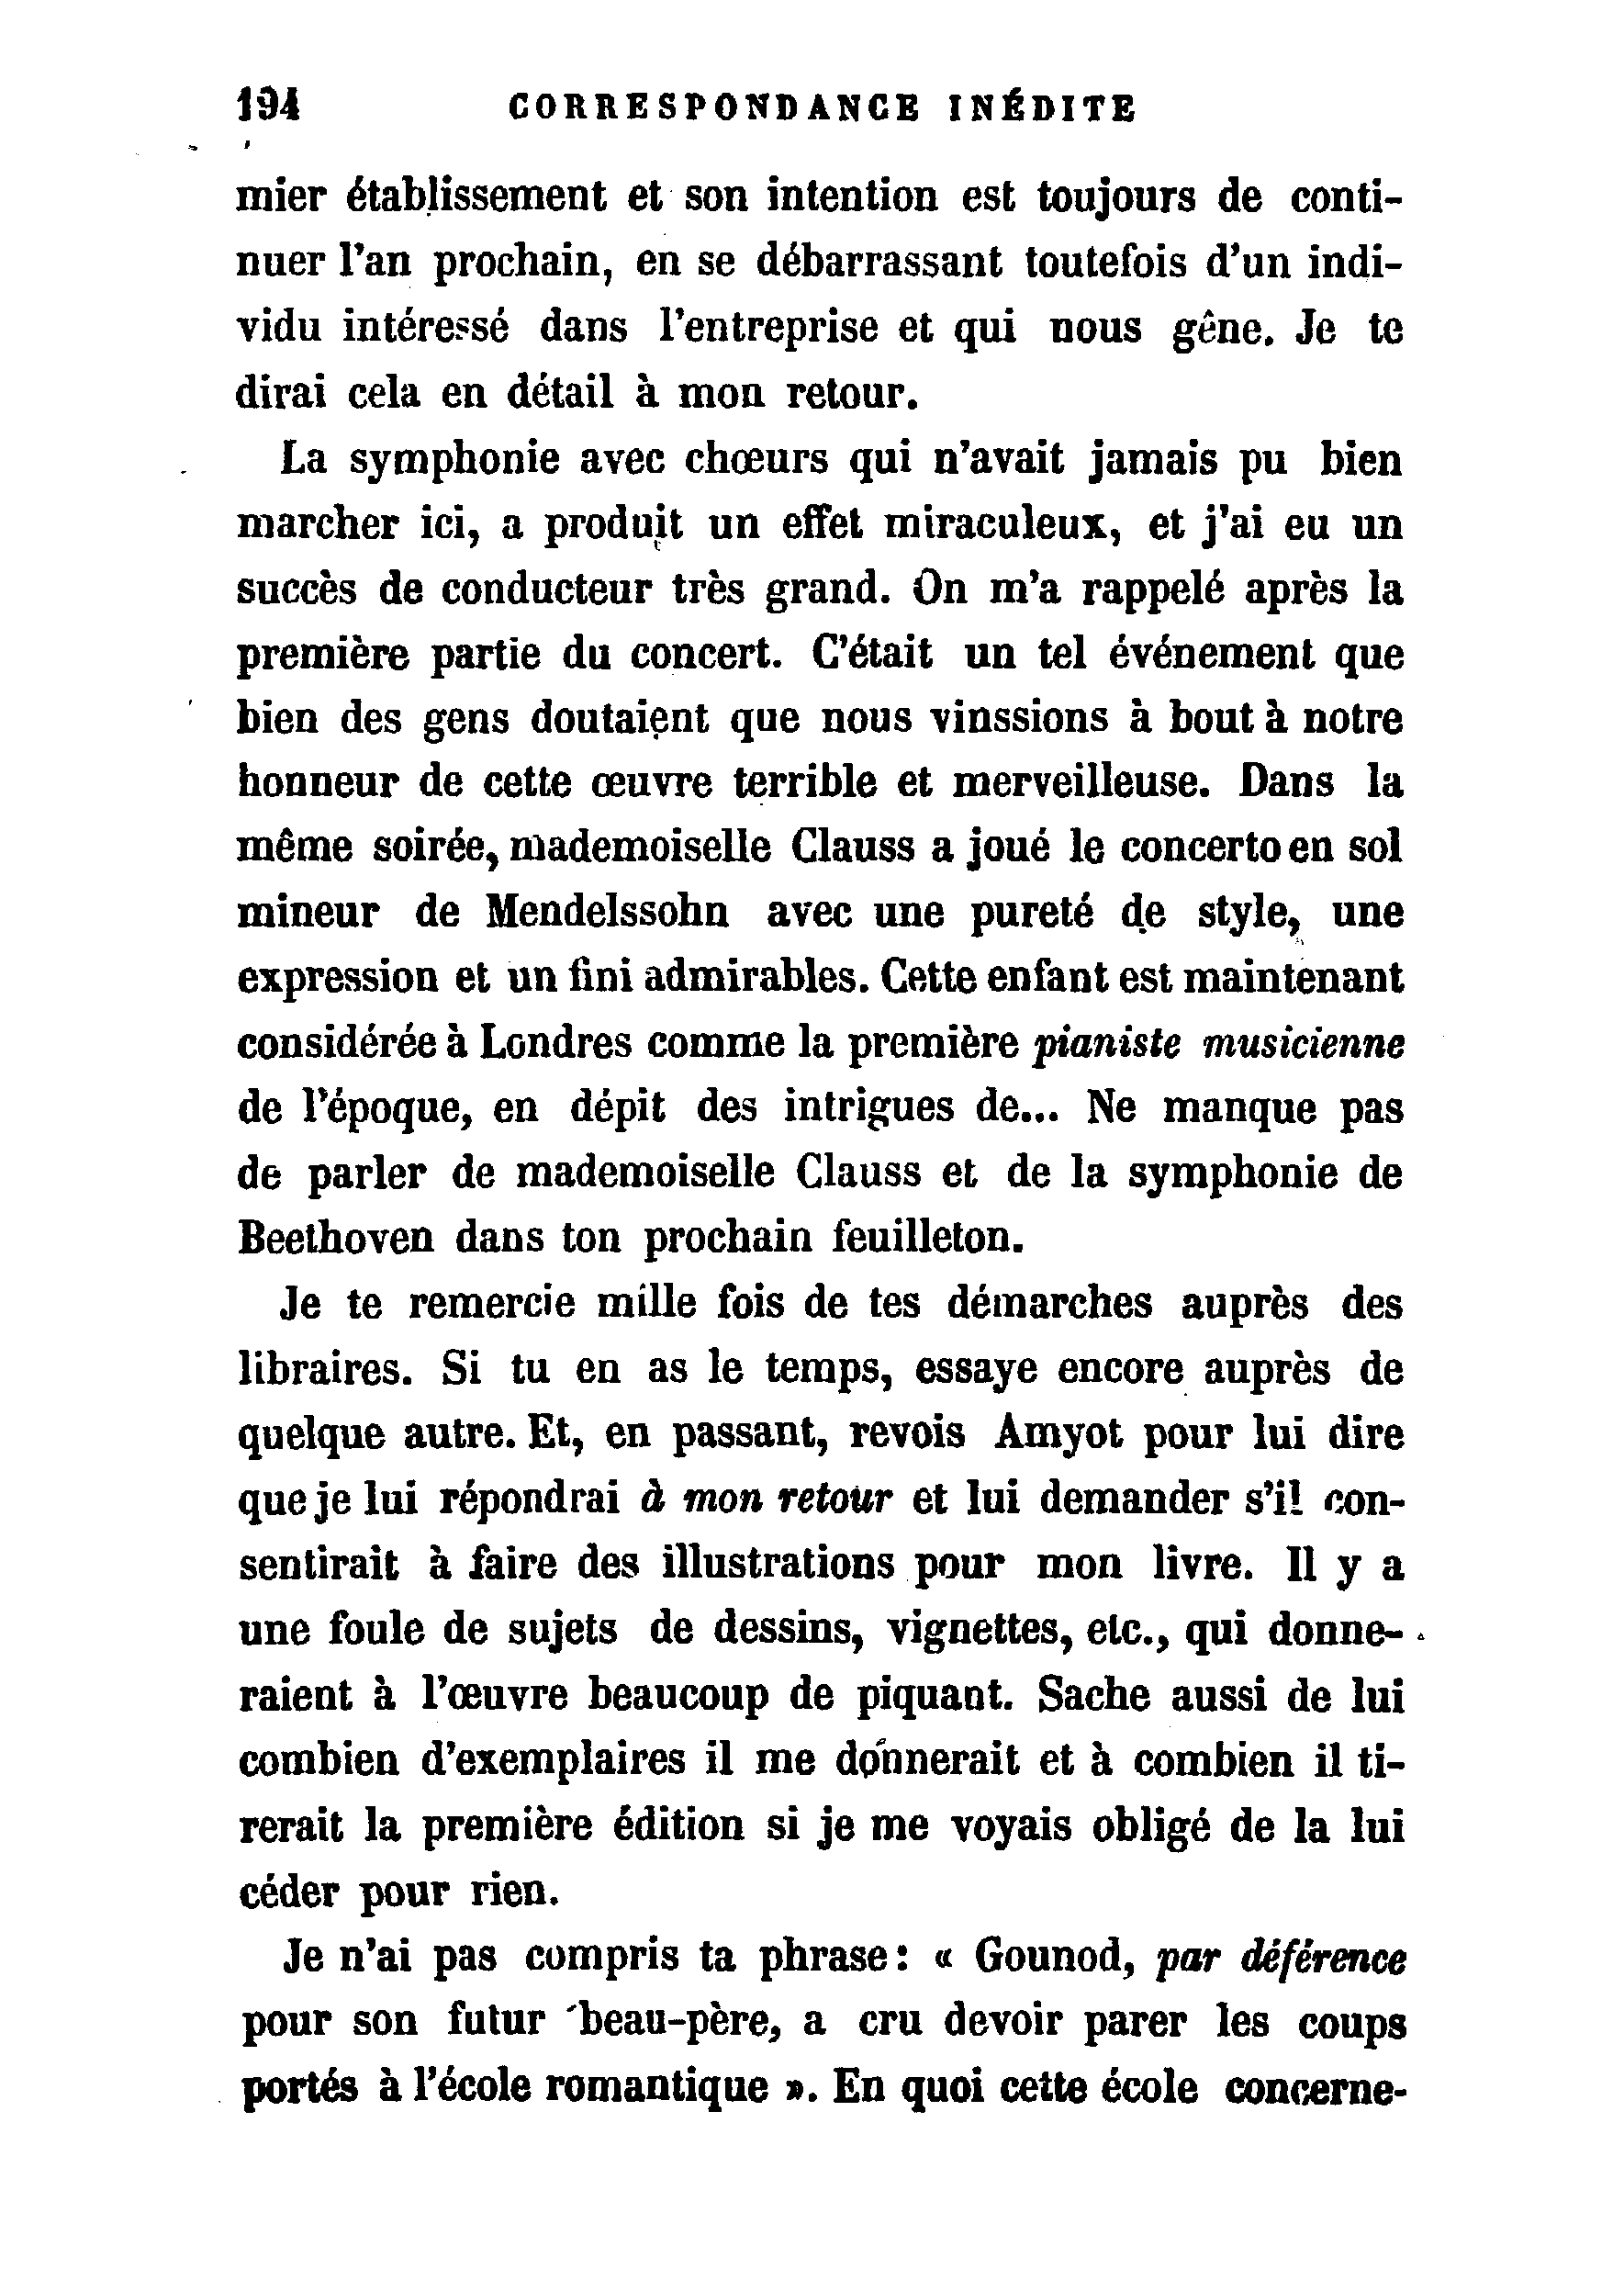 194 CORRESPONDANCE INÉDITE
mier établissement et son intention est toujours de conti-
nuer l'an prochain, en se débarrassant toutefois d'un indi-
vidu intéressé dans l'entreprise et qui nous gêne. Je te
dirai cela en détail à mon retour.
La symphonie avec chœurs qui n'avait jamais pu bien
marcher ici, a produit un effet miraculeux, et j'ai eu un
succès de conducteur très grand. On m'a rappelé après la
première partie du concert. C'était un tel événement que
bien des gens doutaient que nous vinssions à bout à notre
honneur de cette œuvre terrible et merveilleuse. Dans la
même soirée, mademoiselle Clauss a joué le concerto en sol
mineur de Mendelssohn avec une pureté de style, une
expression et un fini admirables. Cette enfant est maintenant
considérée à Londres comme la première pianiste musicienne
de l'époque, en dépit des intrigues de... Ne manque pas
de parler de mademoiselle Clauss et de la symphonie de
Beethoven dans ton prochain feuilleton.
Je te remercie mille fois de tes démarches auprès des
libraires. Si tu en as le temps, essaye encore auprès de
quelque autre. Et, en passant, revois Amyot pour lui dire
que je lui répondrai à mon retour et lui demander s'il con-
sentirait à faire des illustrations pour mon livre. Il y a
une foule de sujets de dessins, vignettes, etc., qui donne-
raient à l'œuvre beaucoup de piquant. Sache aussi de lui
combien d'exemplaires il me donnerait et à combien il ti-
rerait la première édition si je me voyais obligé de la lui
céder pour rien.
Je n'ai pas compris ta phrase : « Gounod, par déférence
pour son futur beau-père, a cru devoir parer les coups
portés à l'école romantique ». En quoi cette école concerne-